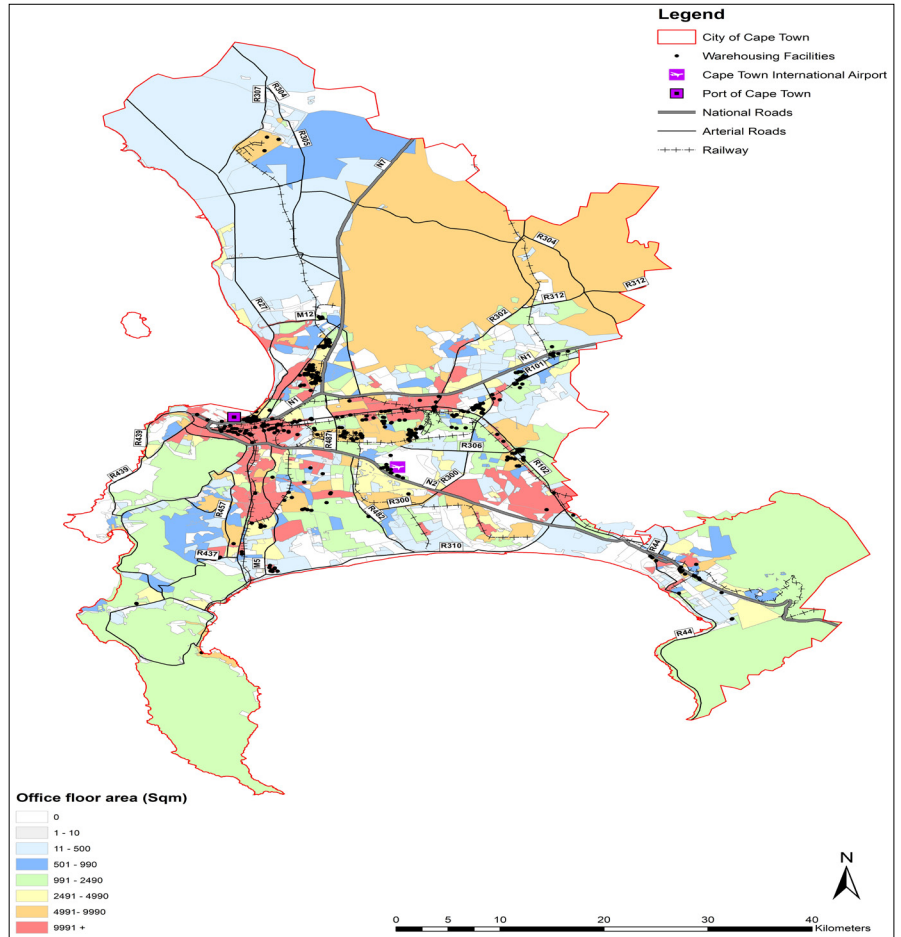 Legend
City of Cape Town
Warehousing Facilities
Cape Town International Airport
Port of Cape Town
National Roads
Arterial Roads
Railway
R304
R307
R305
N7
R304
R312
R312
R27
M12
R302
N1
R101
N1
R439
R487
R306
R439
R102
N2
R300
R457
R300
R482
R310
R44
R437
M5
R44
Office floor area (Sqm)
0
1 - 10
11 - 500
501 - 990
991 - 2490
2491 - 4990
4991- 9990
9991 +
N
0 5 10 20 30 40
Kilometers